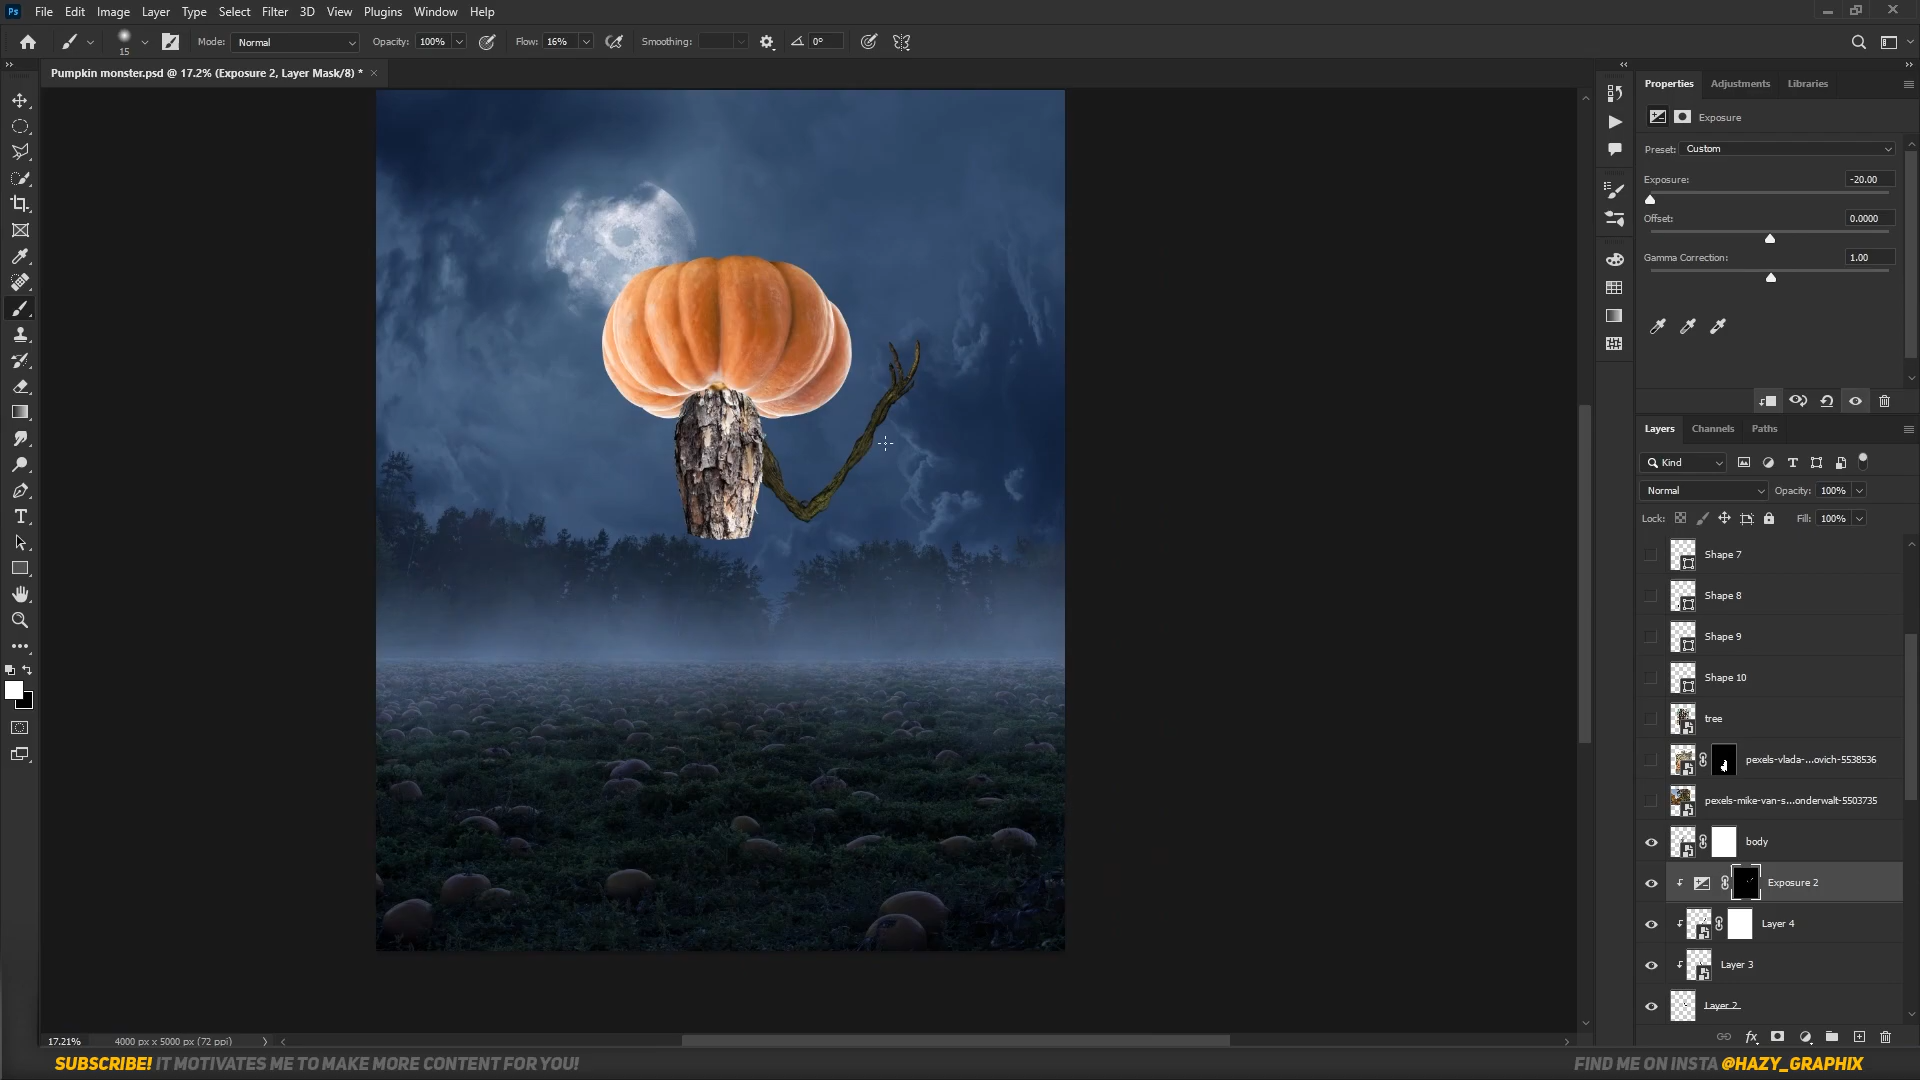 Ps File Edit Image Layer Type Select Filter 3D View Plugins Window Help
15 Mode: Normal Opacity: 100% Flow: 16% Smoothing: 0°
Pumpkin monster.psd @ 17.2% (Exposure 2, Layer Mask/8) *
Properties Adjustments Libraries
Exposure
Preset: Custom
Exposure: -20.00
Offset: 0.0000
Gamma Correction: 1.00
Layers Channels Paths
Kind
Normal Opacity: 100%
Lock: Fill: 100%
Shape 7
Shape 8
Shape 9
Shape 10
tree
pexels-vlada-...ovich-5538536
pexels-mike-van-s...onderwalt-5503735
body
Exposure 2
Layer 4
Layer 3
Layer 2
17.21% 4000 px x 5000 px (72 ppi)
SUBSCRIBE! IT MOTIVATES ME TO MAKE MORE CONTENT FOR YOU!
FIND ME ON INSTA @HAZY_GRAPHIX